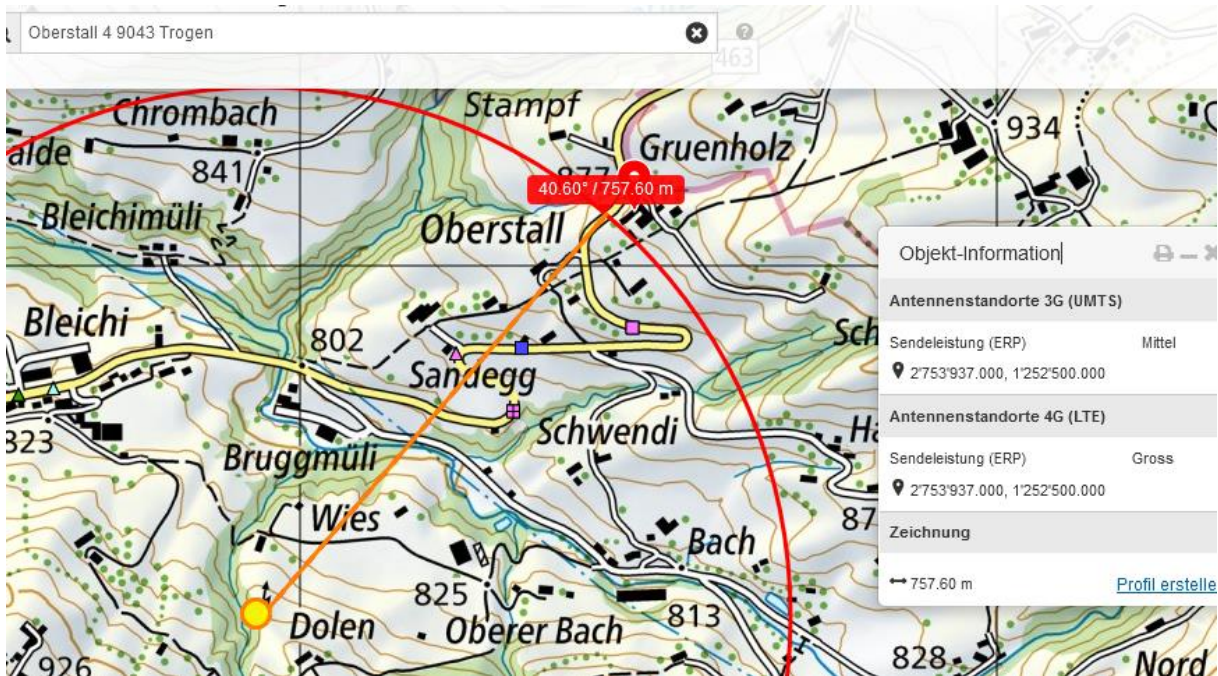 Oberstall 4 9043 Trogen
463
Chrombach
Stampf
934
alde
841
Gruenholz
877
40.60° / 757.60 m
Bleichimüli
Oberstall
Objekt-Information
Antennenstandorte 3G (UMTS)
Bleichi
802
Sch
Sendeleistung (ERP) Mittel
2'753'937.000, 1'252'500.000
Sandegg
Antennenstandorte 4G (LTE)
323
Schwendi
Ha
Bruggmüli
Sendeleistung (ERP) Gross
2'753'937.000, 1'252'500.000
Wies
87
Zeichnung
Bach
757.60 m Profil erstelle
825
813
Dolen
Oberer Bach
926
828
Nord